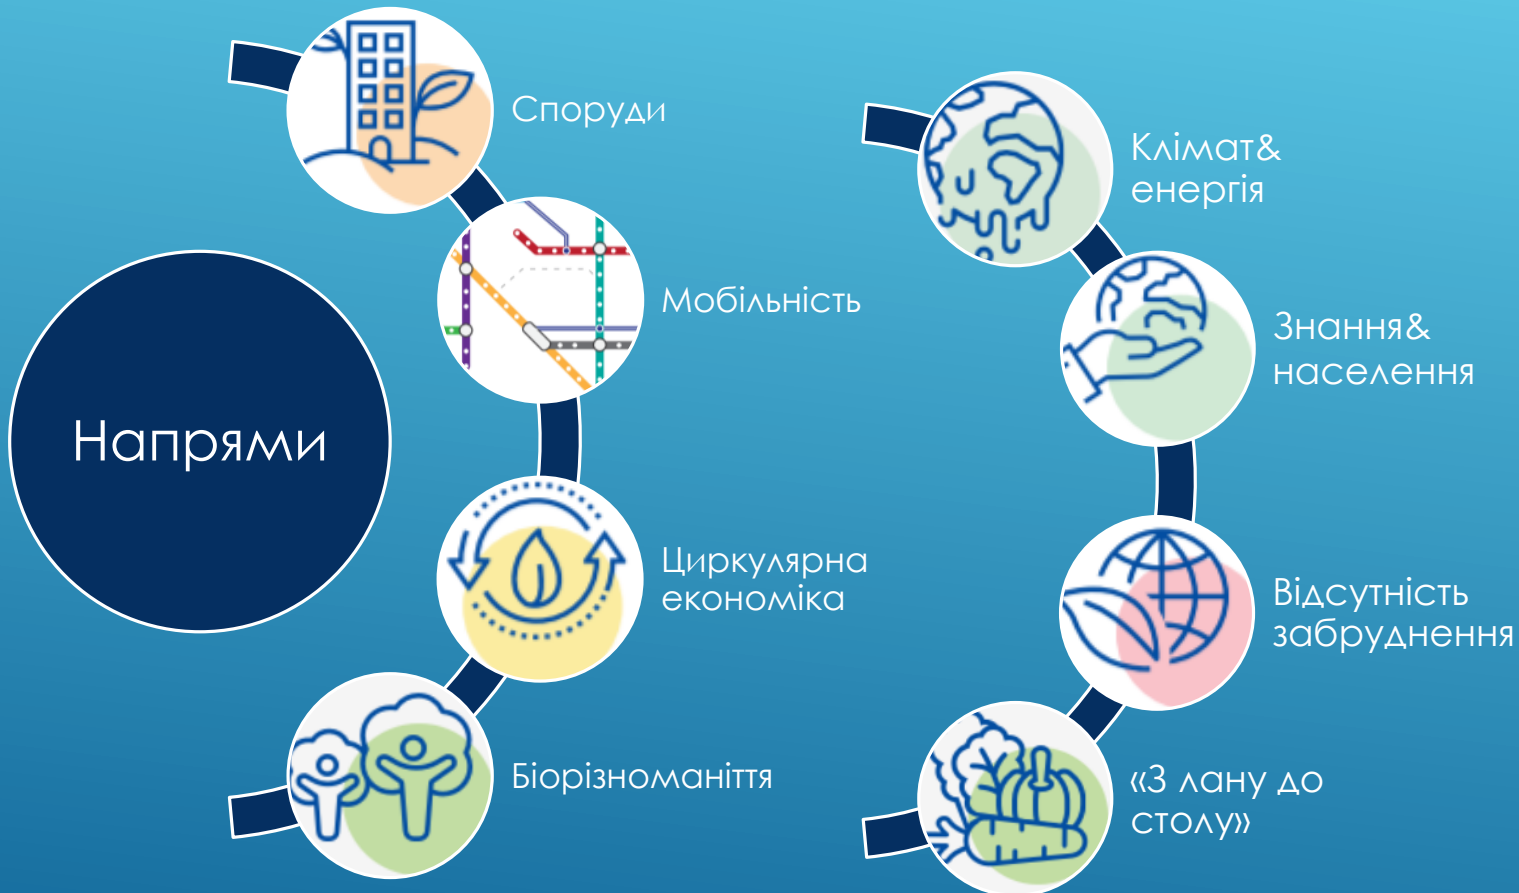 Напрями
Споруди
Мобільність
Циркулярна
економіка
Біорізноманіття
Клімат&
енергія
Знання&
населення
Відсутність
забруднення
«З лану до
столу»